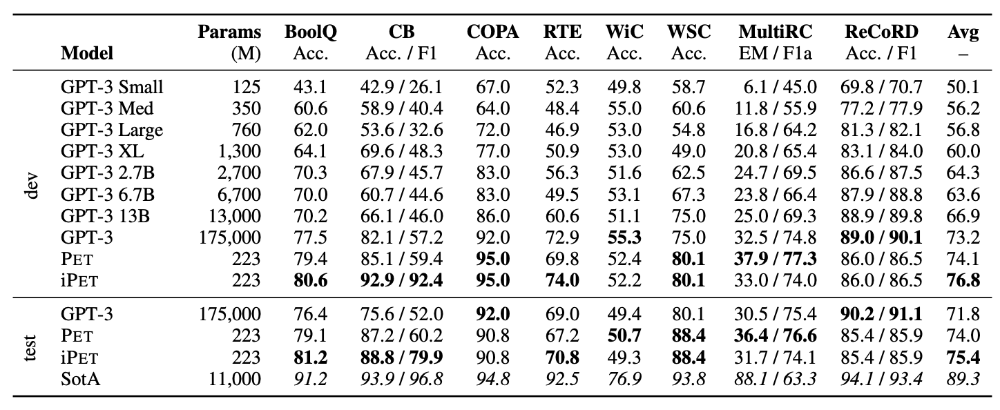 Params BoolQ CB COPA RTE WiC WSC MultiRC ReCoRD Avg
Model (M) Acc. Acc. / F1 Acc. Acc. Acc. Acc. EM / F1a Acc. / F1 –
dev
GPT-3 Small 125 43.1 42.9 / 26.1 67.0 52.3 49.8 58.7 6.1 / 45.0 69.8 / 70.7 50.1
GPT-3 Med 350 60.6 58.9 / 40.4 64.0 48.4 55.0 60.6 11.8 / 55.9 77.2 / 77.9 56.2
GPT-3 Large 760 62.0 53.6 / 32.6 72.0 46.9 53.0 54.8 16.8 / 64.2 81.3 / 82.1 56.8
GPT-3 XL 1,300 64.1 69.6 / 48.3 77.0 50.9 53.0 49.0 20.8 / 65.4 83.1 / 84.0 60.0
GPT-3 2.7B 2,700 70.3 67.9 / 45.7 83.0 56.3 51.6 62.5 24.7 / 69.5 86.6 / 87.5 64.3
GPT-3 6.7B 6,700 70.0 60.7 / 44.6 83.0 49.5 53.1 67.3 23.8 / 66.4 87.9 / 88.8 63.6
GPT-3 13B 13,000 70.2 66.1 / 46.0 86.0 60.6 51.1 75.0 25.0 / 69.3 88.9 / 89.8 66.9
GPT-3 175,000 77.5 82.1 / 57.2 92.0 72.9 55.3 75.0 32.5 / 74.8 89.0 / 90.1 73.2
PET 223 79.4 85.1 / 59.4 95.0 69.8 52.4 80.1 37.9 / 77.3 86.0 / 86.5 74.1
iPET 223 80.6 92.9 / 92.4 95.0 74.0 52.2 80.1 33.0 / 74.0 86.0 / 86.5 76.8
test
GPT-3 175,000 76.4 75.6 / 52.0 92.0 69.0 49.4 80.1 30.5 / 75.4 90.2 / 91.1 71.8
PET 223 79.1 87.2 / 60.2 90.8 67.2 50.7 88.4 36.4 / 76.6 85.4 / 85.9 74.0
iPET 223 81.2 88.8 / 79.9 90.8 70.8 49.3 88.4 31.7 / 74.1 85.4 / 85.9 75.4
SotA 11,000 91.2 93.9 / 96.8 94.8 92.5 76.9 93.8 88.1 / 63.3 94.1 / 93.4 89.3